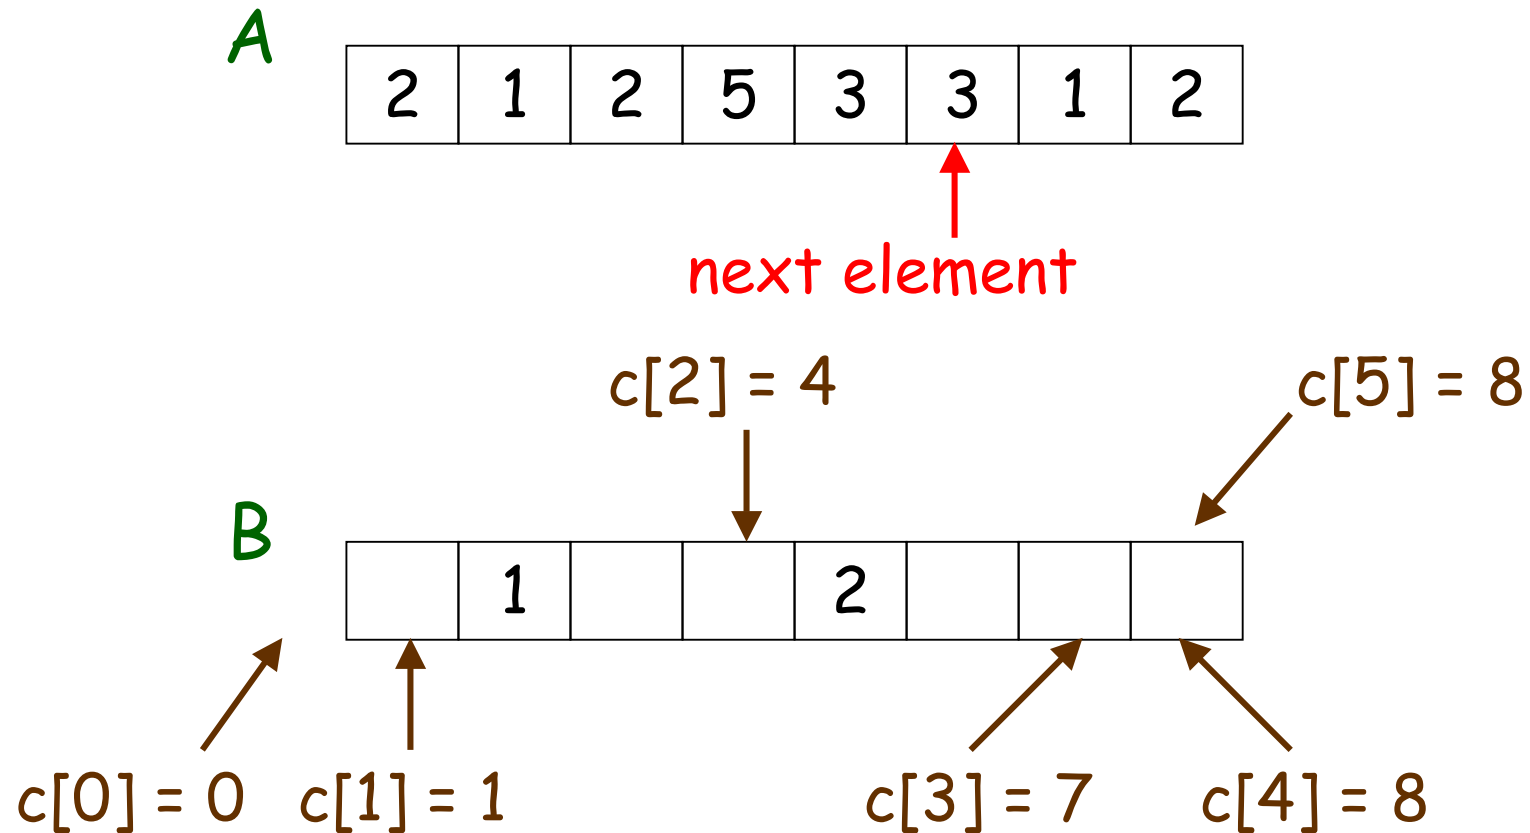 A
2 1 2 5 3 3 1 2
next element
c[2] = 4
c[5] = 8
B
1 2
c[0] = 0
c[1] = 1
c[3] = 7
c[4] = 8